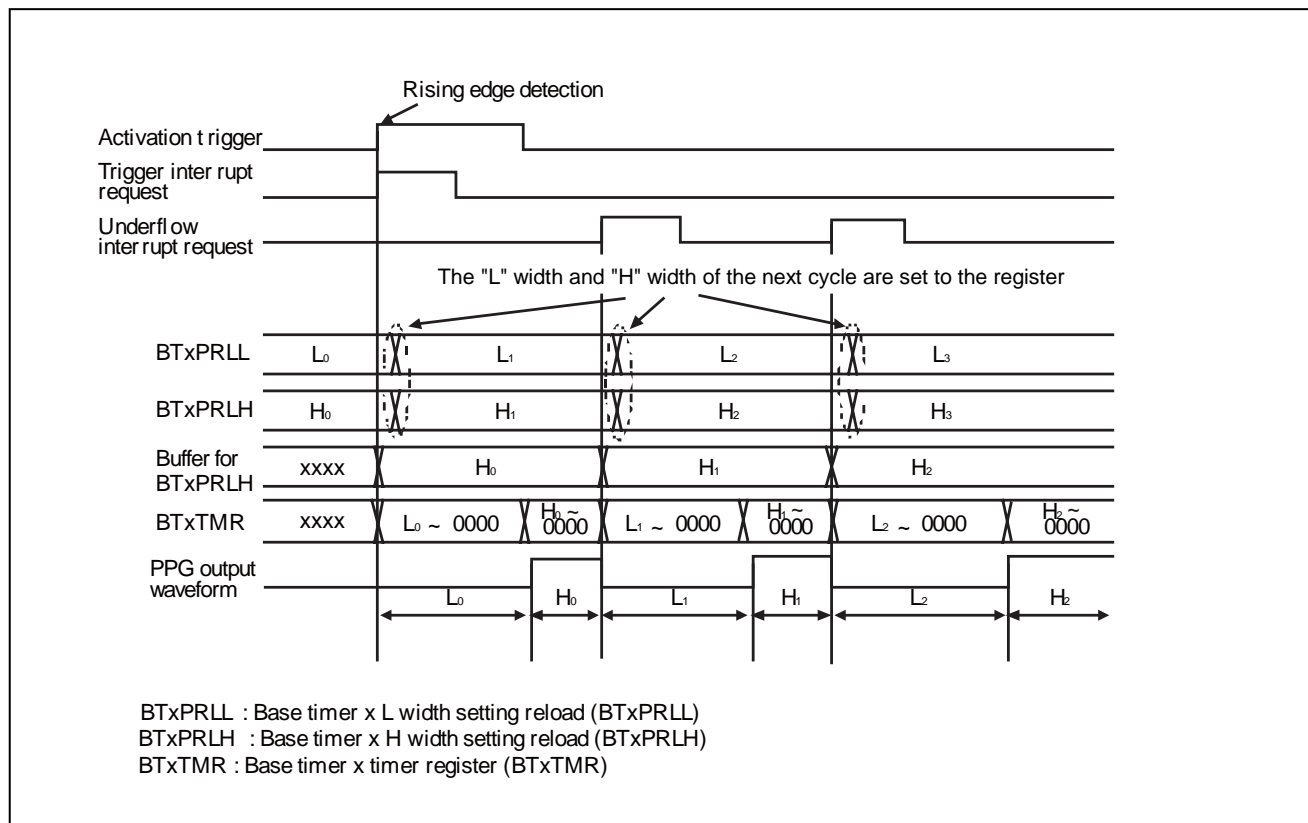 Rising edge detection
Activation t rigger
Trigger inter rupt
request
Underfl ow
inter rupt request
The "L" width and "H" width of the next cycle are set to the register
BTxPRLL L₀ L₁ L₂ L₃
BTxPRLH H₀ H₁ H₂ H₃
Buffer for
BTxPRLH xxxx H₀ H₁ H₂
BTxTMR xxxx L₀ ~ 0000 H₀ ~ 0000 L₁ ~ 0000 H₁ ~ 0000 L₂ ~ 0000 H₂ ~ 0000
PPG output
waveform
L₀ H₀ L₁ H₁ L₂ H₂
BTxPRLL : Base timer x L width setting reload (BTxPRLL)
BTxPRLH : Base timer x H width setting reload (BTxPRLH)
BTxTMR : Base timer x timer register (BTxTMR)